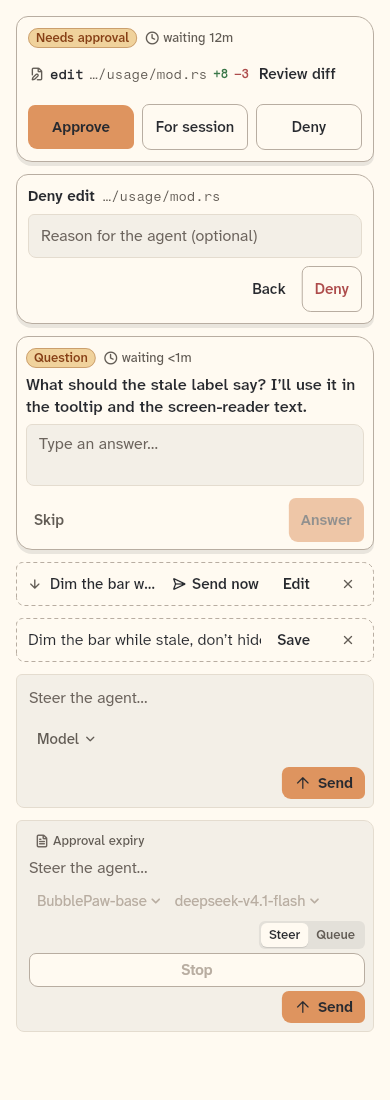 Needs approval waiting 12m
edit …/usage/mod.rs +8 −3 Review diff
Approve For session Deny
Deny edit …/usage/mod.rs
Reason for the agent (optional)
Back Deny
Question waiting <1m
What should the stale label say? I’ll use it in
the tooltip and the screen-reader text.
Type an answer…
Skip Answer
Dim the bar w… Send now Edit ×
Dim the bar while stale, don’t hide Save ×
Steer the agent…
Model
Send
Approval expiry
Steer the agent…
BubblePaw-base deepseek-v4.1-flash
Steer Queue
Stop
Send